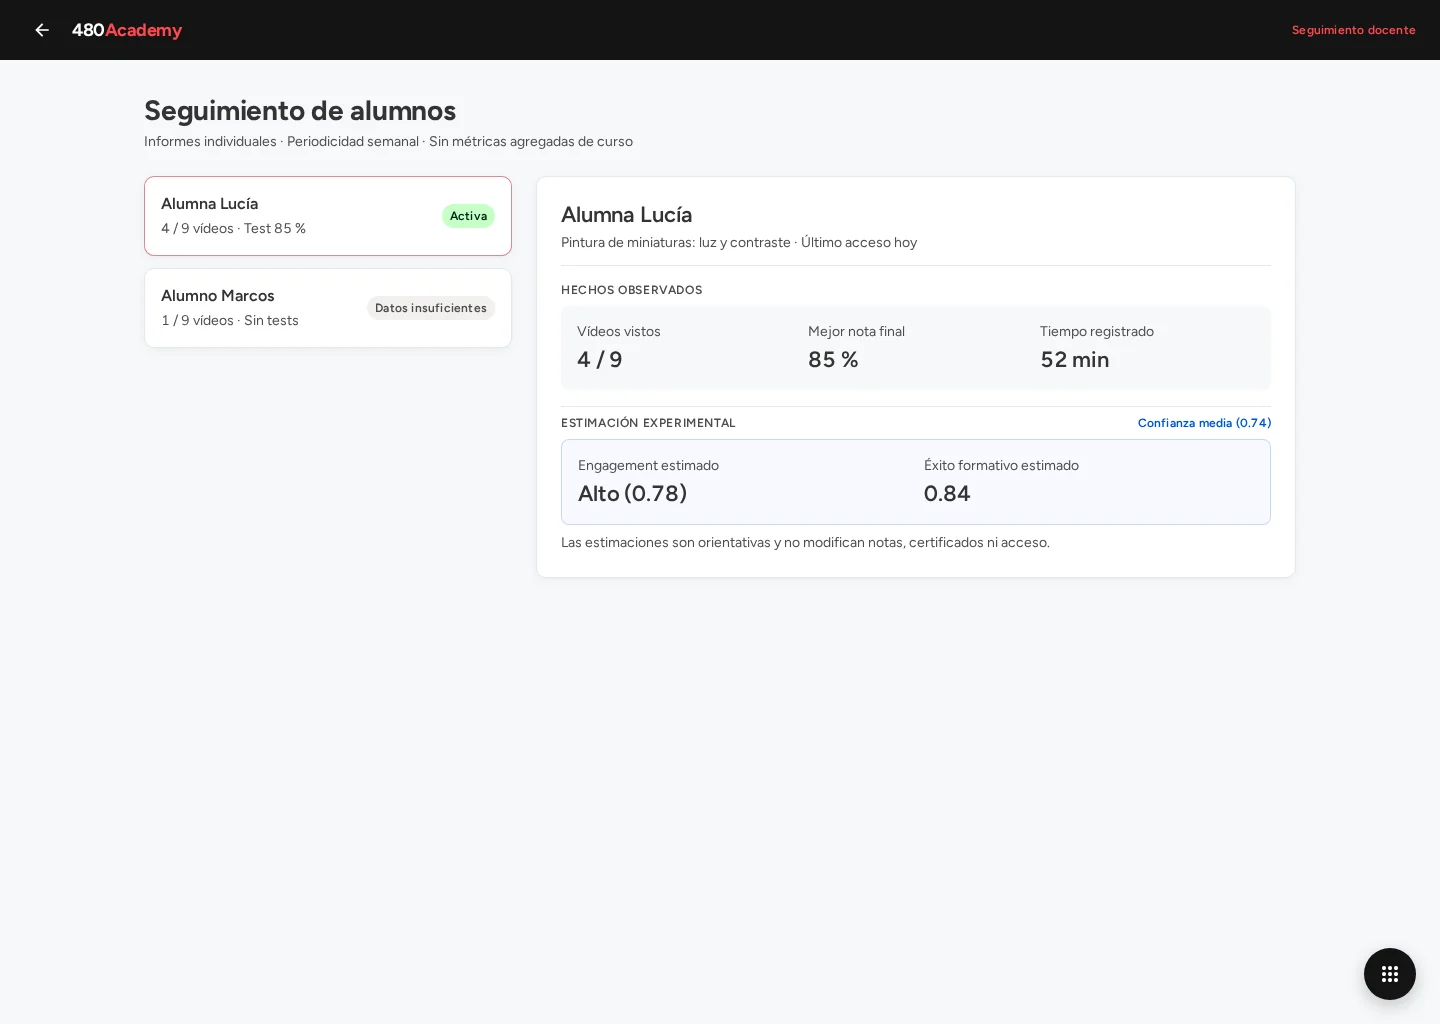 480Academy
Seguimiento docente
Seguimiento de alumnos
Informes individuales · Periodicidad semanal · Sin métricas agregadas de curso
Alumna Lucía
4 / 9 vídeos · Test 85 %
Activa
Alumno Marcos
1 / 9 vídeos · Sin tests
Datos insuficientes
Alumna Lucía
Pintura de miniaturas: luz y contraste · Último acceso hoy
HECHOS OBSERVADOS
Vídeos vistos
4 / 9
Mejor nota final
85 %
Tiempo registrado
52 min
ESTIMACIÓN EXPERIMENTAL
Confianza media (0.74)
Engagement estimado
Alto (0.78)
Éxito formativo estimado
0.84
Las estimaciones son orientativas y no modifican notas, certificados ni acceso.